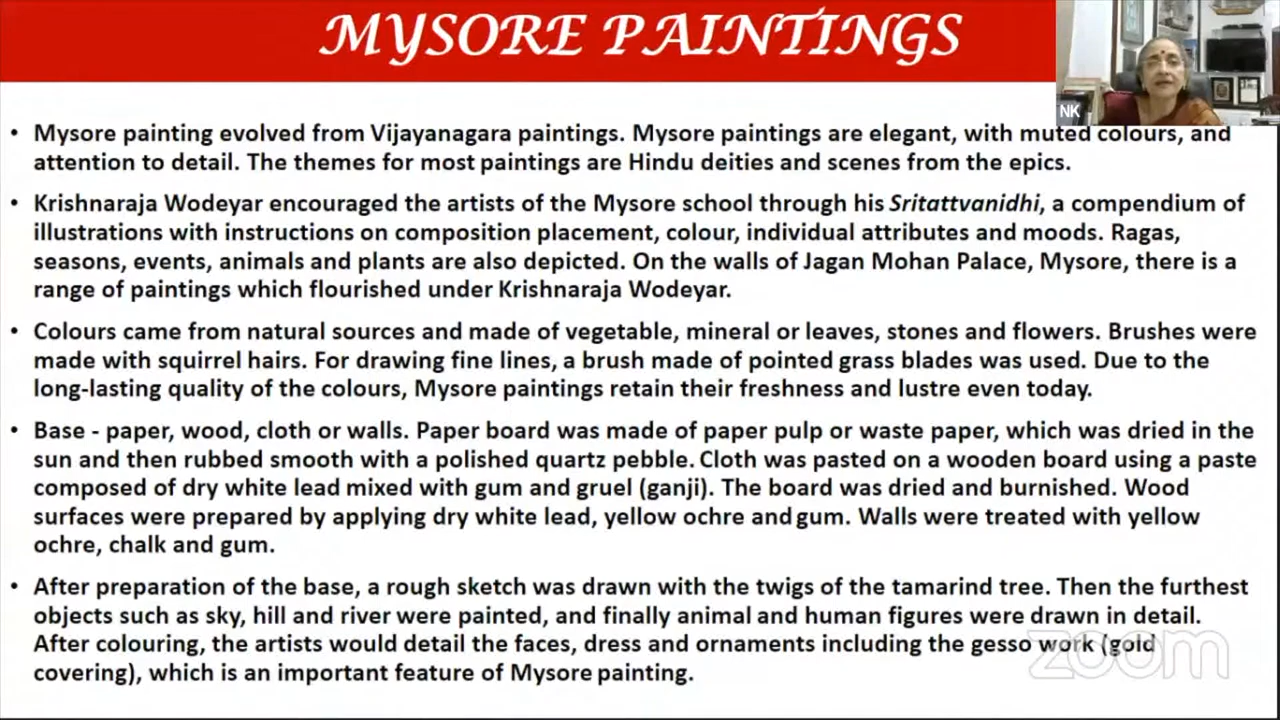 MYSORE PAINTINGS
NK
• Mysore painting evolved from Vijayanagara paintings. Mysore paintings are elegant, with muted colours, and
attention to detail. The themes for most paintings are Hindu deities and scenes from the epics.
• Krishnaraja Wodeyar encouraged the artists of the Mysore school through his Sritattvanidhi, a compendium of
illustrations with instructions on composition placement, colour, individual attributes and moods. Ragas,
seasons, events, animals and plants are also depicted. On the walls of Jagan Mohan Palace, Mysore, there is a
range of paintings which flourished under Krishnaraja Wodeyar.
• Colours came from natural sources and made of vegetable, mineral or leaves, stones and flowers. Brushes were
made with squirrel hairs. For drawing fine lines, a brush made of pointed grass blades was used. Due to the
long-lasting quality of the colours, Mysore paintings retain their freshness and lustre even today.
• Base - paper, wood, cloth or walls. Paper board was made of paper pulp or waste paper, which was dried in the
sun and then rubbed smooth with a polished quartz pebble. Cloth was pasted on a wooden board using a paste
composed of dry white lead mixed with gum and gruel (ganji). The board was dried and burnished. Wood
surfaces were prepared by applying dry white lead, yellow ochre and gum. Walls were treated with yellow
ochre, chalk and gum.
• After preparation of the base, a rough sketch was drawn with the twigs of the tamarind tree. Then the furthest
objects such as sky, hill and river were painted, and finally animal and human figures were drawn in detail.
After colouring, the artists would detail the faces, dress and ornaments including the gesso work (gold
covering), which is an important feature of Mysore painting.
zoom